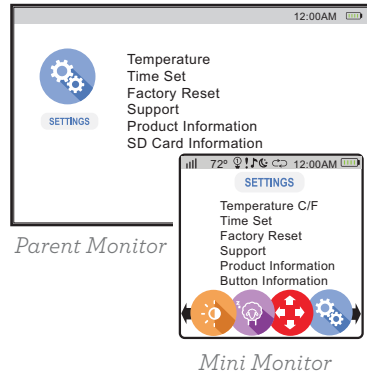 12:00AM
Temperature
Time Set
Factory Reset
Support
Product Information
SD Card Information
SETTINGS
Parent Monitor
72° 12:00AM
SETTINGS
Temperature C/F
Time Set
Factory Reset
Support
Product Information
Button Information
Mini Monitor